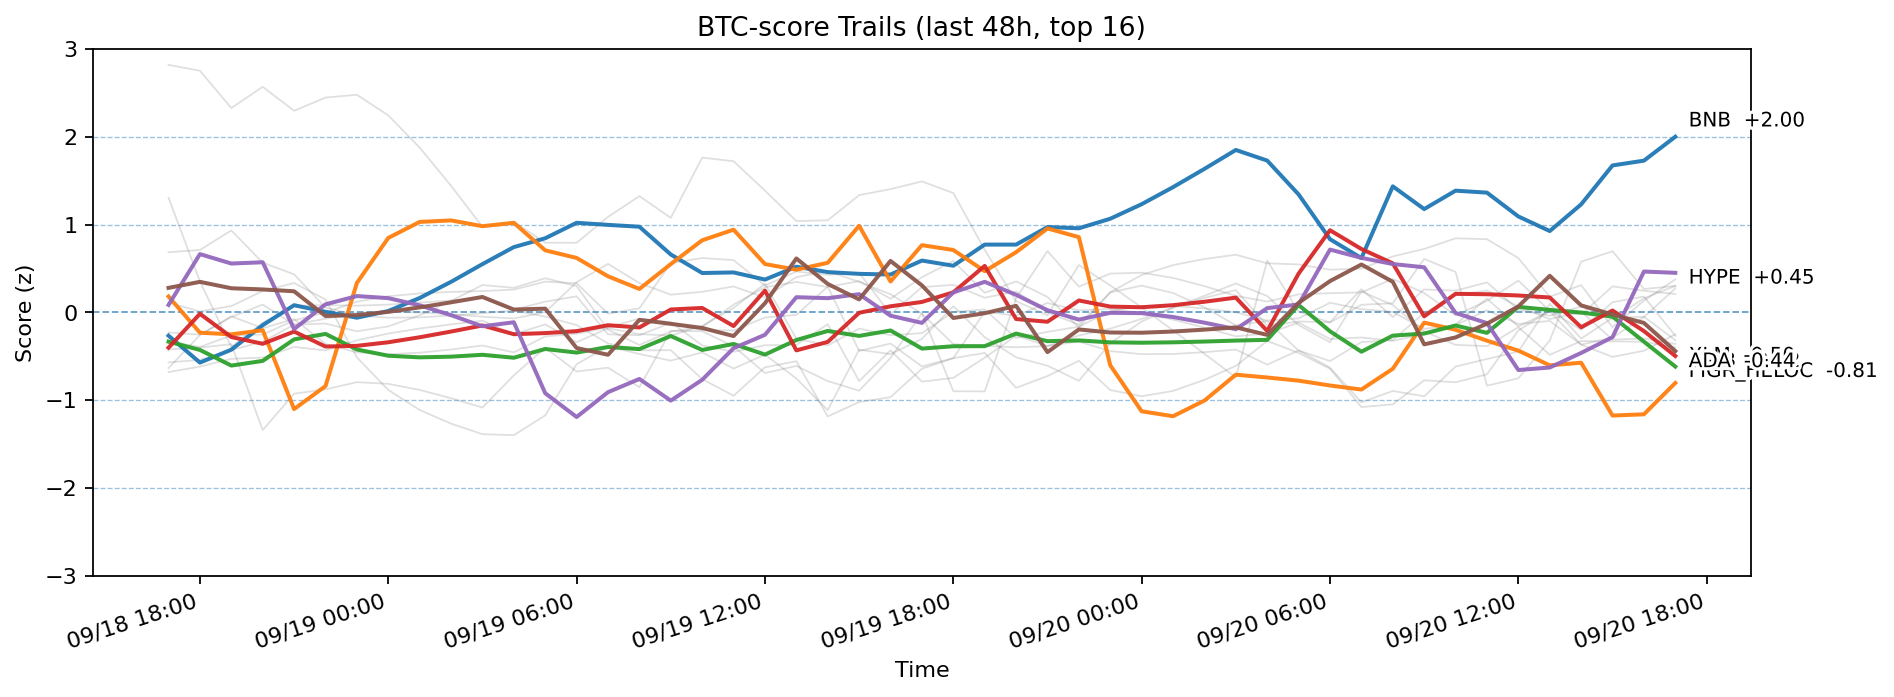 BTC-score Trails (last 48h, top 16)
3
2
1
0
−1
−2
−3
Score (z)
BNB +2.00
HYPE +0.45
ADA -0.44
-0.81
09/18 18:00
09/19 00:00
09/19 06:00
09/19 12:00
09/19 18:00
09/20 00:00
09/20 06:00
09/20 12:00
09/20 18:00
Time